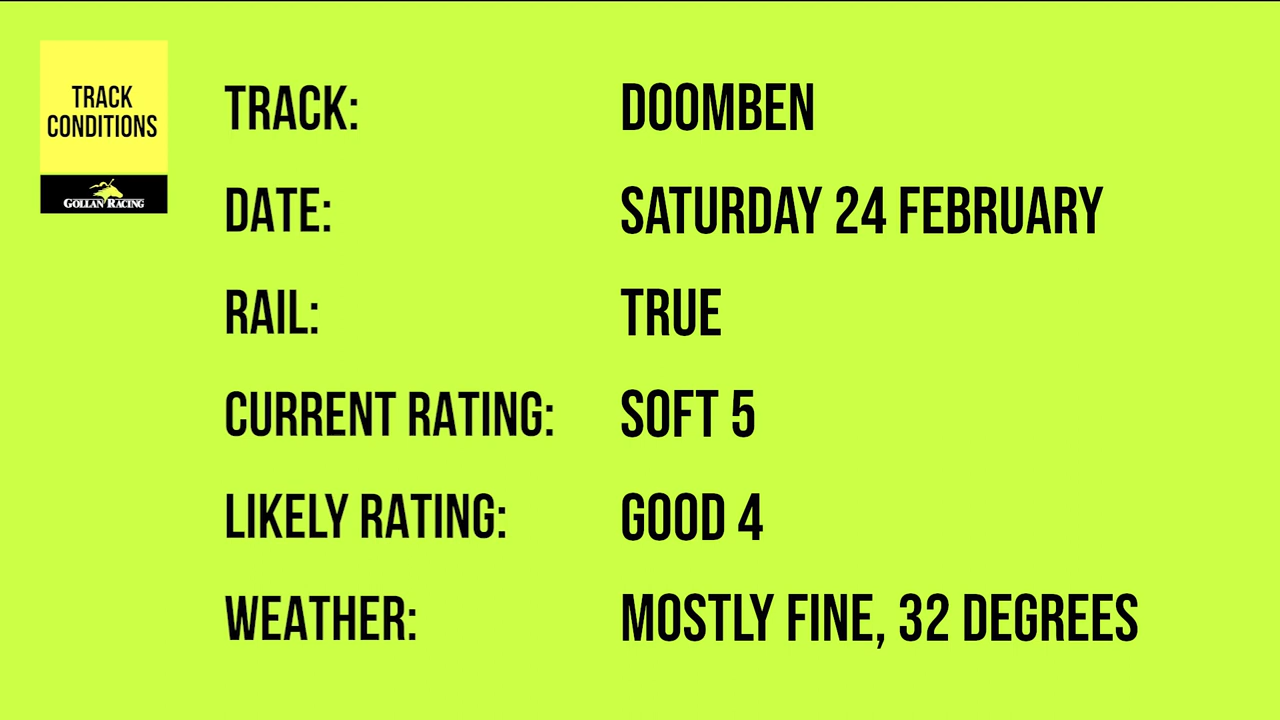 TRACK
CONDITIONS
GOLLAN RACING
TRACK: DOOMBEN
DATE: SATURDAY 24 FEBRUARY
RAIL: TRUE
CURRENT RATING: SOFT 5
LIKELY RATING: GOOD 4
WEATHER: MOSTLY FINE, 32 DEGREES